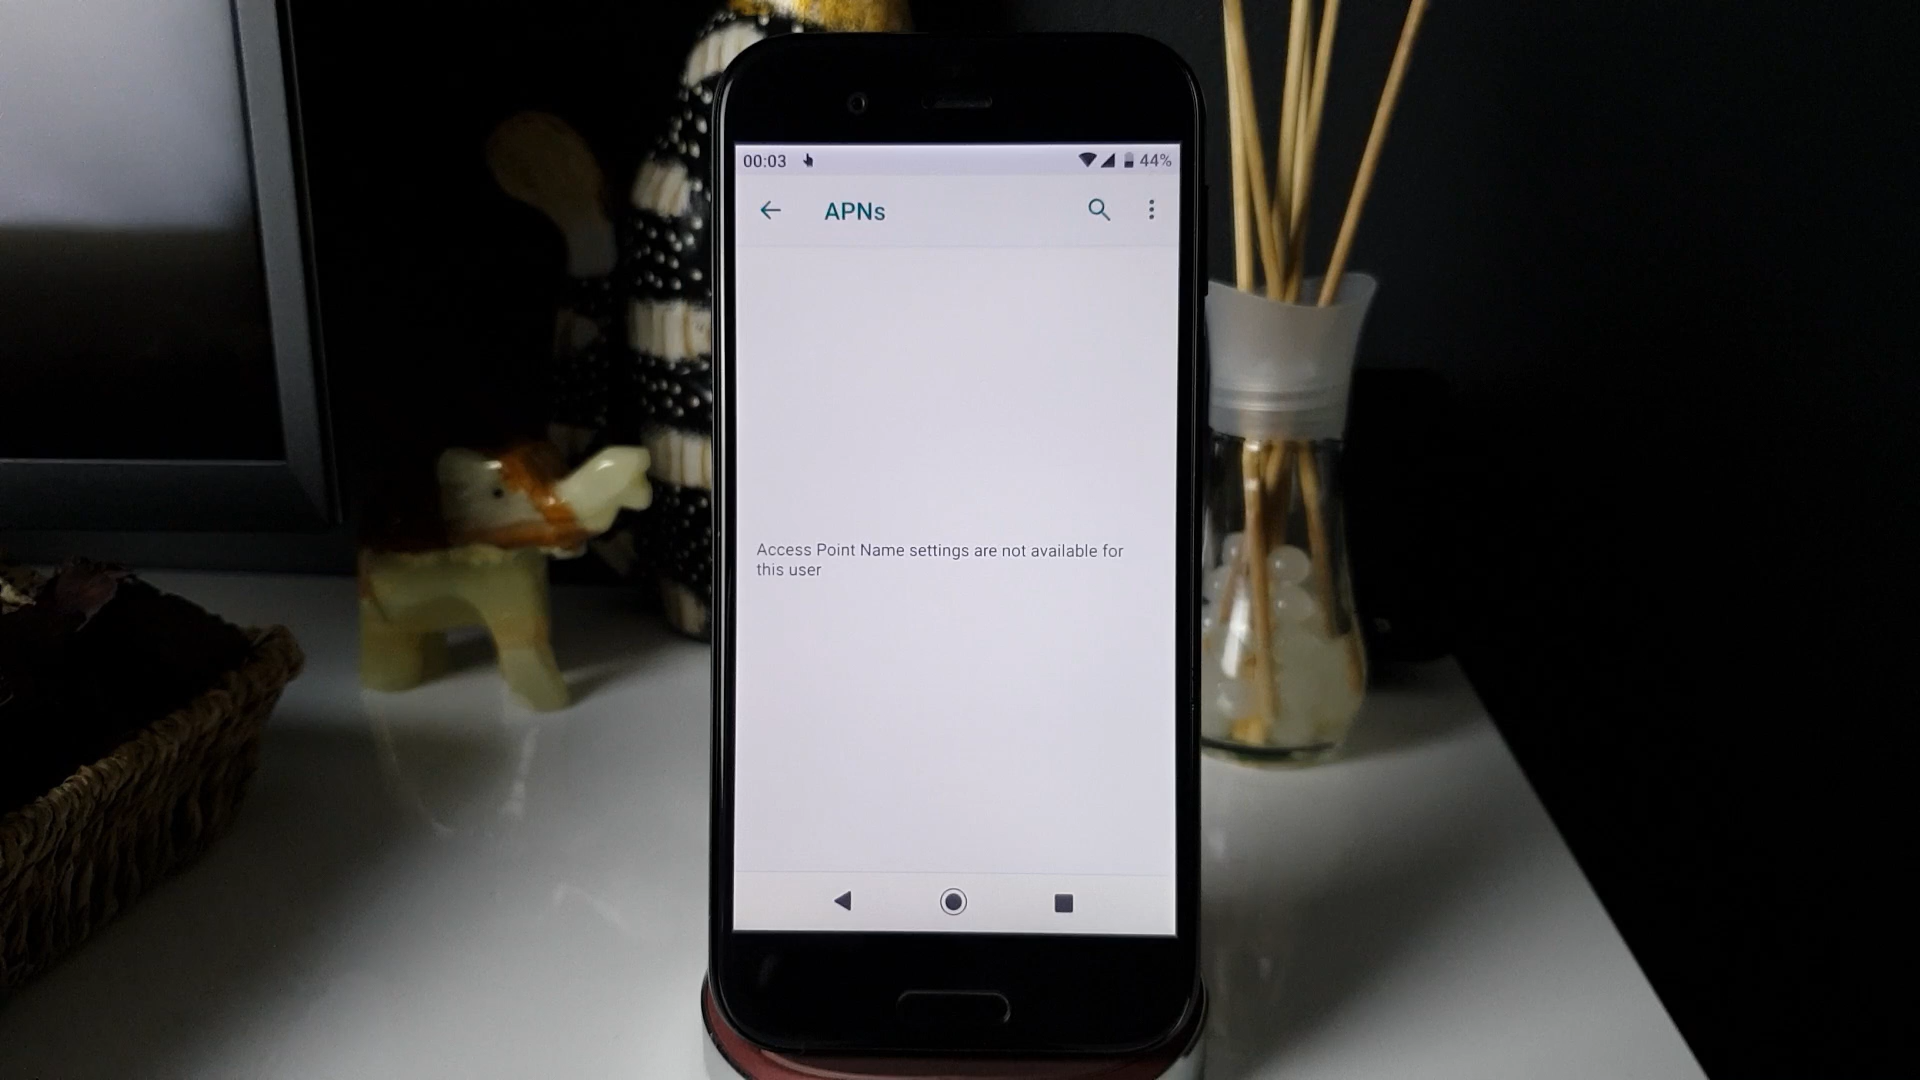 00:03 44%
APNs
Access Point Name settings are not available for
this user